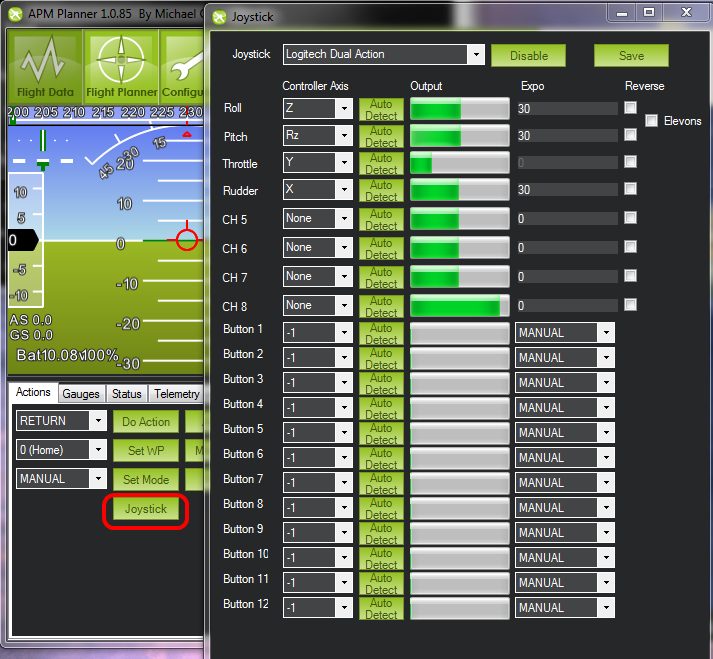 APM Planner 1.0.85 By Michael
Flight Data
Flight Planner
Configu
200 205 210 215 220 225 230
15
30
45
20
10
0
-10
-20
-30
10
5
0
-5
-10
AS 0.0
GS 0.0
Bat10.08v100%
Actions Gauges Status Telemetry
RETURN Do Action
0 (Home) Set WP M
MANUAL Set Mode
Joystick
Joystick
Joystick Logitech Dual Action Disable Save
Controller Axis Output Expo Reverse
Roll Z Auto Detect 30
Elevons
Pitch Rz Auto Detect 30
Throttle Y Auto Detect 0
Rudder X Auto Detect 30
CH 5 None Auto Detect 0
CH 6 None Auto Detect 0
CH 7 None Auto Detect 0
CH 8 None Auto Detect 0
Button 1 -1 Auto Detect MANUAL
Button 2 -1 Auto Detect MANUAL
Button 3 -1 Auto Detect MANUAL
Button 4 -1 Auto Detect MANUAL
Button 5 -1 Auto Detect MANUAL
Button 6 -1 Auto Detect MANUAL
Button 7 -1 Auto Detect MANUAL
Button 8 -1 Auto Detect MANUAL
Button 9 -1 Auto Detect MANUAL
Button 10 -1 Auto Detect MANUAL
Button 11 -1 Auto Detect MANUAL
Button 12 -1 Auto Detect MANUAL